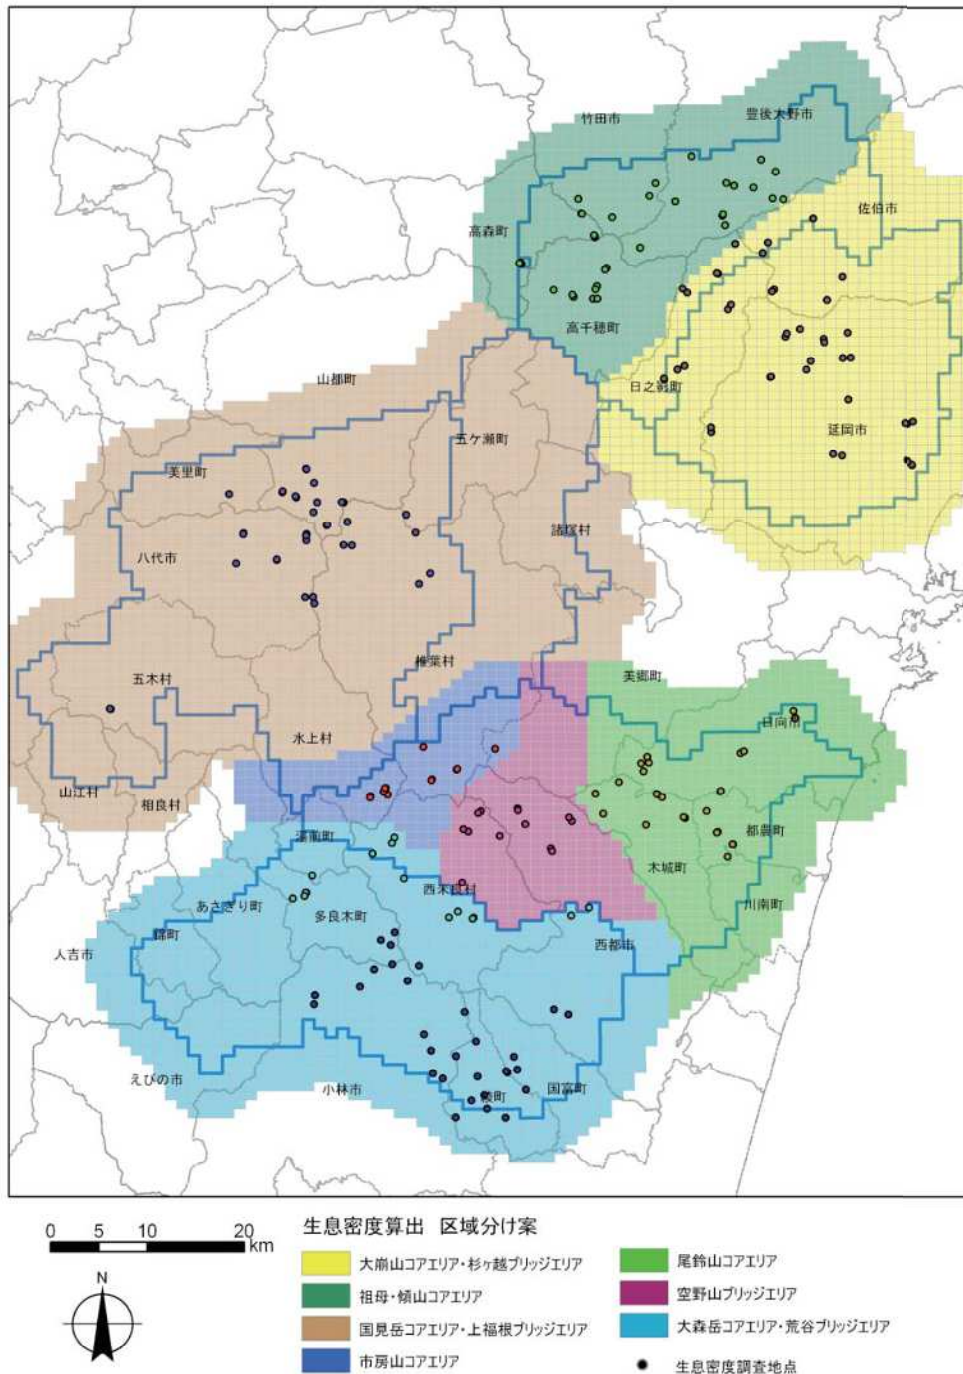 竹田市
豊後大野市
佐伯市
高森町
高千穂町
山都町
日之影町
五ケ瀬町
延岡市
美里町
諸塚村
八代市
椎葉村
五木村
美郷町
水上村
日向市
山江村
相良村
湯前町
都農町
木城町
西米良村
あさぎり町
多良木町
川南町
錦町
人吉市
西都市
えびの市
小林市
綾町
国富町
0 5 10 20
km
N
生息密度算出 区域分け案
大崩山コアエリア・杉ヶ越ブリッジエリア
祖母・傾山コアエリア
国見岳コアエリア・上福根ブリッジエリア
市房山コアエリア
尾鈴山コアエリア
空野山ブリッジエリア
大森岳コアエリア・荒谷ブリッジエリア
生息密度調査地点